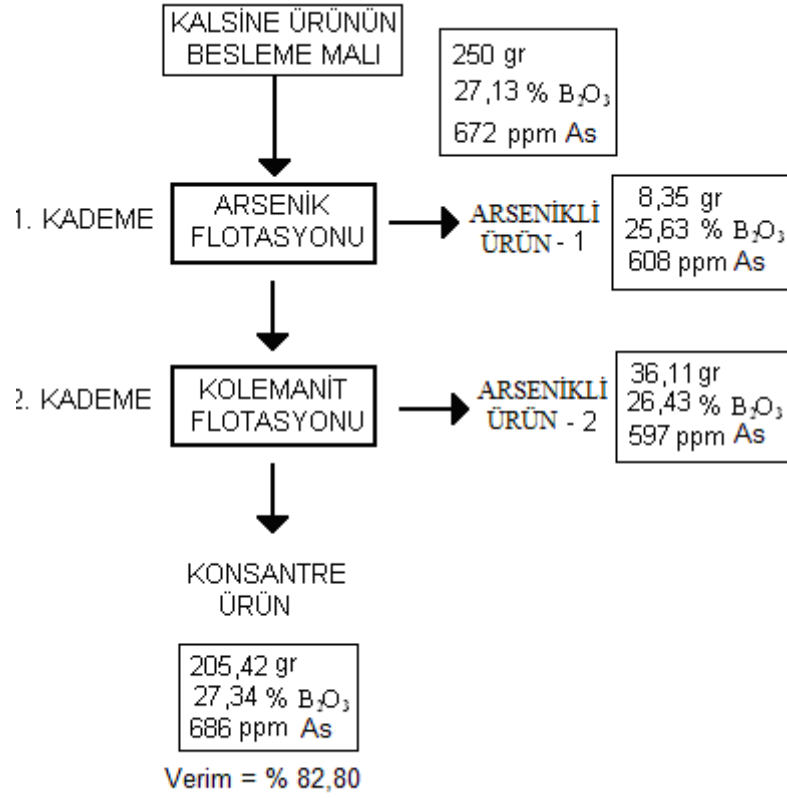 KALSİNE ÜRÜNÜN
BESLEME MALI
250 gr
27,13 % B₂O₃
672 ppm As
1. KADEME
ARSENİK
FLOTASYONU
ARSENİKLİ
ÜRÜN - 1
8,35 gr
25,63 % B₂O₃
608 ppm As
2. KADEME
KOLEMANİT
FLOTASYONU
ARSENİKLİ
ÜRÜN - 2
36,11 gr
26,43 % B₂O₃
597 ppm As
KONSANTRE
ÜRÜN
205,42 gr
27,34 % B₂O₃
686 ppm As
Verim = % 82,80